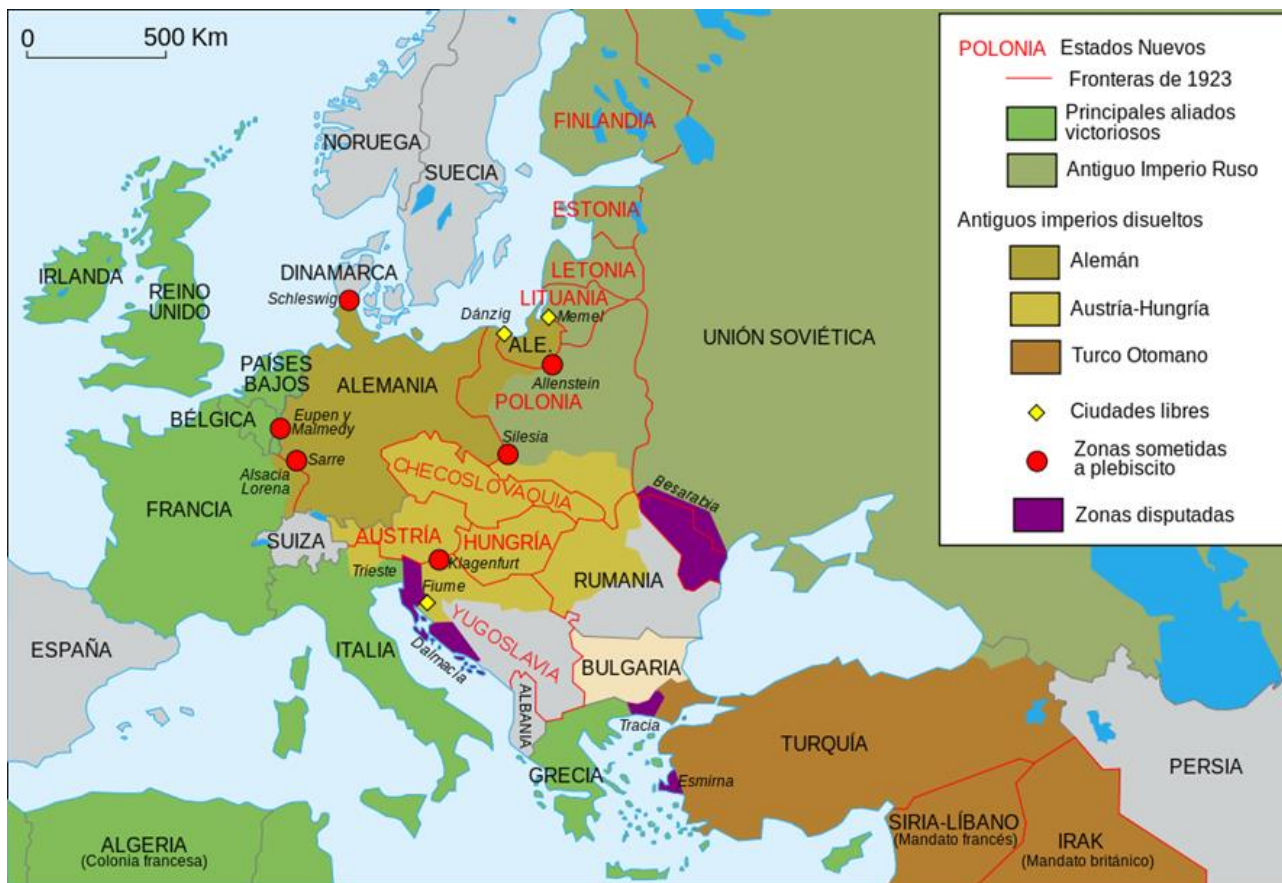 0 500 Km
NORUEGA
SUECIA
FINLANDIA
ESTONIA
LETONIA
LITUANIA
Memel
DINAMARCA
Schleswig
IRLANDA
REINO
UNIDO
PAÍSES
BAJOS
BÉLGICA
Eupen y
Malmedy
Sarre
Alsacia
Lorena
FRANCIA
ALEMANIA
Dánzig
ALE.
Allenstein
POLONIA
Silesia
UNIÓN SOVIÉTICA
CHECOSLOVAQUIA
Besarabia
SUIZA
AUSTRÍA
HUNGRÍA
Klagenfurt
Trieste
Fiume
RUMANIA
YUGOSLAVIA
Dalmacia
ESPAÑA
ITALIA
BULGARIA
ALBANIA
Tracia
GRECIA
Esmirna
TURQUÍA
PERSIA
SIRIA-LÍBANO
(Mandato francés)
IRAK
(Mandato británico)
ALGERIA
(Colonia francesa)
POLONIA Estados Nuevos
Fronteras de 1923
Principales aliados
victoriosos
Antiguo Imperio Ruso
Antiguos imperios disueltos
Alemán
Austría-Hungría
Turco Otomano
Ciudades libres
Zonas sometidas
a plebiscito
Zonas disputadas